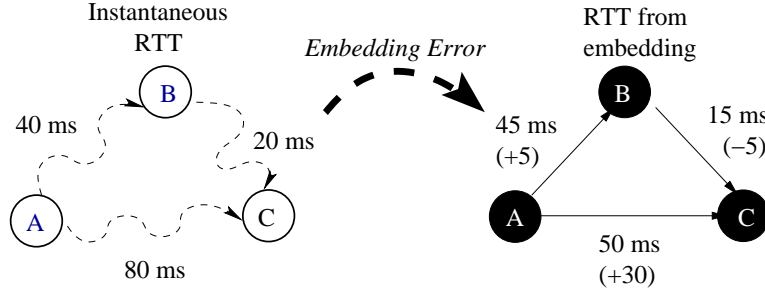 Instantaneous
RTT
Embedding Error
RTT from
embedding
B
40 ms
20 ms
A
C
80 ms
B
45 ms
(+5)
15 ms
(−5)
A
C
50 ms
(+30)